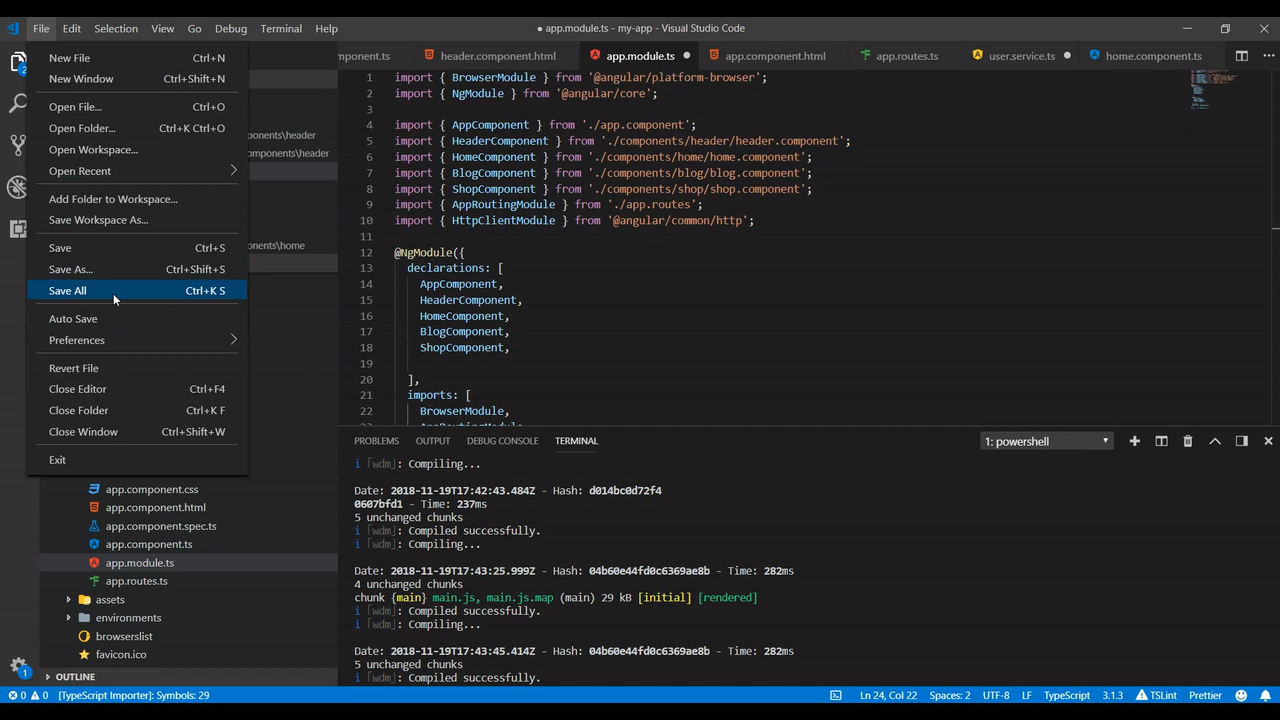 File Edit Selection View Go Debug Terminal Help
● app.module.ts - my-app - Visual Studio Code
New File Ctrl+N
New Window Ctrl+Shift+N
Open File... Ctrl+O
Open Folder... Ctrl+K Ctrl+O
Open Workspace...
Open Recent
Add Folder to Workspace...
Save Workspace As...
Save Ctrl+S
Save As... Ctrl+Shift+S
Save All Ctrl+K S
Auto Save
Preferences
Revert File
Close Editor Ctrl+F4
Close Folder Ctrl+K F
Close Window Ctrl+Shift+W
Exit
2
onents\header
omponents\header
onents\home
app.component.css
app.component.html
app.component.spec.ts
app.component.ts
app.module.ts
app.routes.ts
assets
environments
browserslist
favicon.ico
OUTLINE
1
mponent.ts header.component.html app.module.ts app.component.html app.routes.ts user.service.ts home.component.ts
1 import { BrowserModule } from '@angular/platform-browser';
2 import { NgModule } from '@angular/core';
3
4 import { AppComponent } from './app.component';
5 import { HeaderComponent } from './components/header/header.component';
6 import { HomeComponent } from './components/home/home.component';
7 import { BlogComponent } from './components/blog/blog.component';
8 import { ShopComponent } from './components/shop/shop.component';
9 import { AppRoutingModule } from './app.routes';
10 import { HttpClientModule } from '@angular/common/http';
11
12 @NgModule({
13 declarations: [
14 AppComponent,
15 HeaderComponent,
16 HomeComponent,
17 BlogComponent,
18 ShopComponent,
19
20 ],
21 imports: [
22 BrowserModule,
PROBLEMS OUTPUT DEBUG CONSOLE TERMINAL 1: powershell
i ｢wdm｣: Compiling...
Date: 2018-11-19T17:42:43.484Z - Hash: d014bc0d72f4
0607bfd1 - Time: 237ms
5 unchanged chunks
i ｢wdm｣: Compiled successfully.
i ｢wdm｣: Compiling...
Date: 2018-11-19T17:43:25.999Z - Hash: 04b60e44fd0c6369ae8b - Time: 282ms
4 unchanged chunks
chunk {main} main.js, main.js.map (main) 29 kB [initial] [rendered]
i ｢wdm｣: Compiled successfully.
i ｢wdm｣: Compiling...
Date: 2018-11-19T17:43:45.414Z - Hash: 04b60e44fd0c6369ae8b - Time: 282ms
5 unchanged chunks
i ｢wdm｣: Compiled successfully.
0 0 [TypeScript Importer]: Symbols: 29 Ln 24, Col 22 Spaces: 2 UTF-8 LF TypeScript 3.1.3 TSLint Prettier